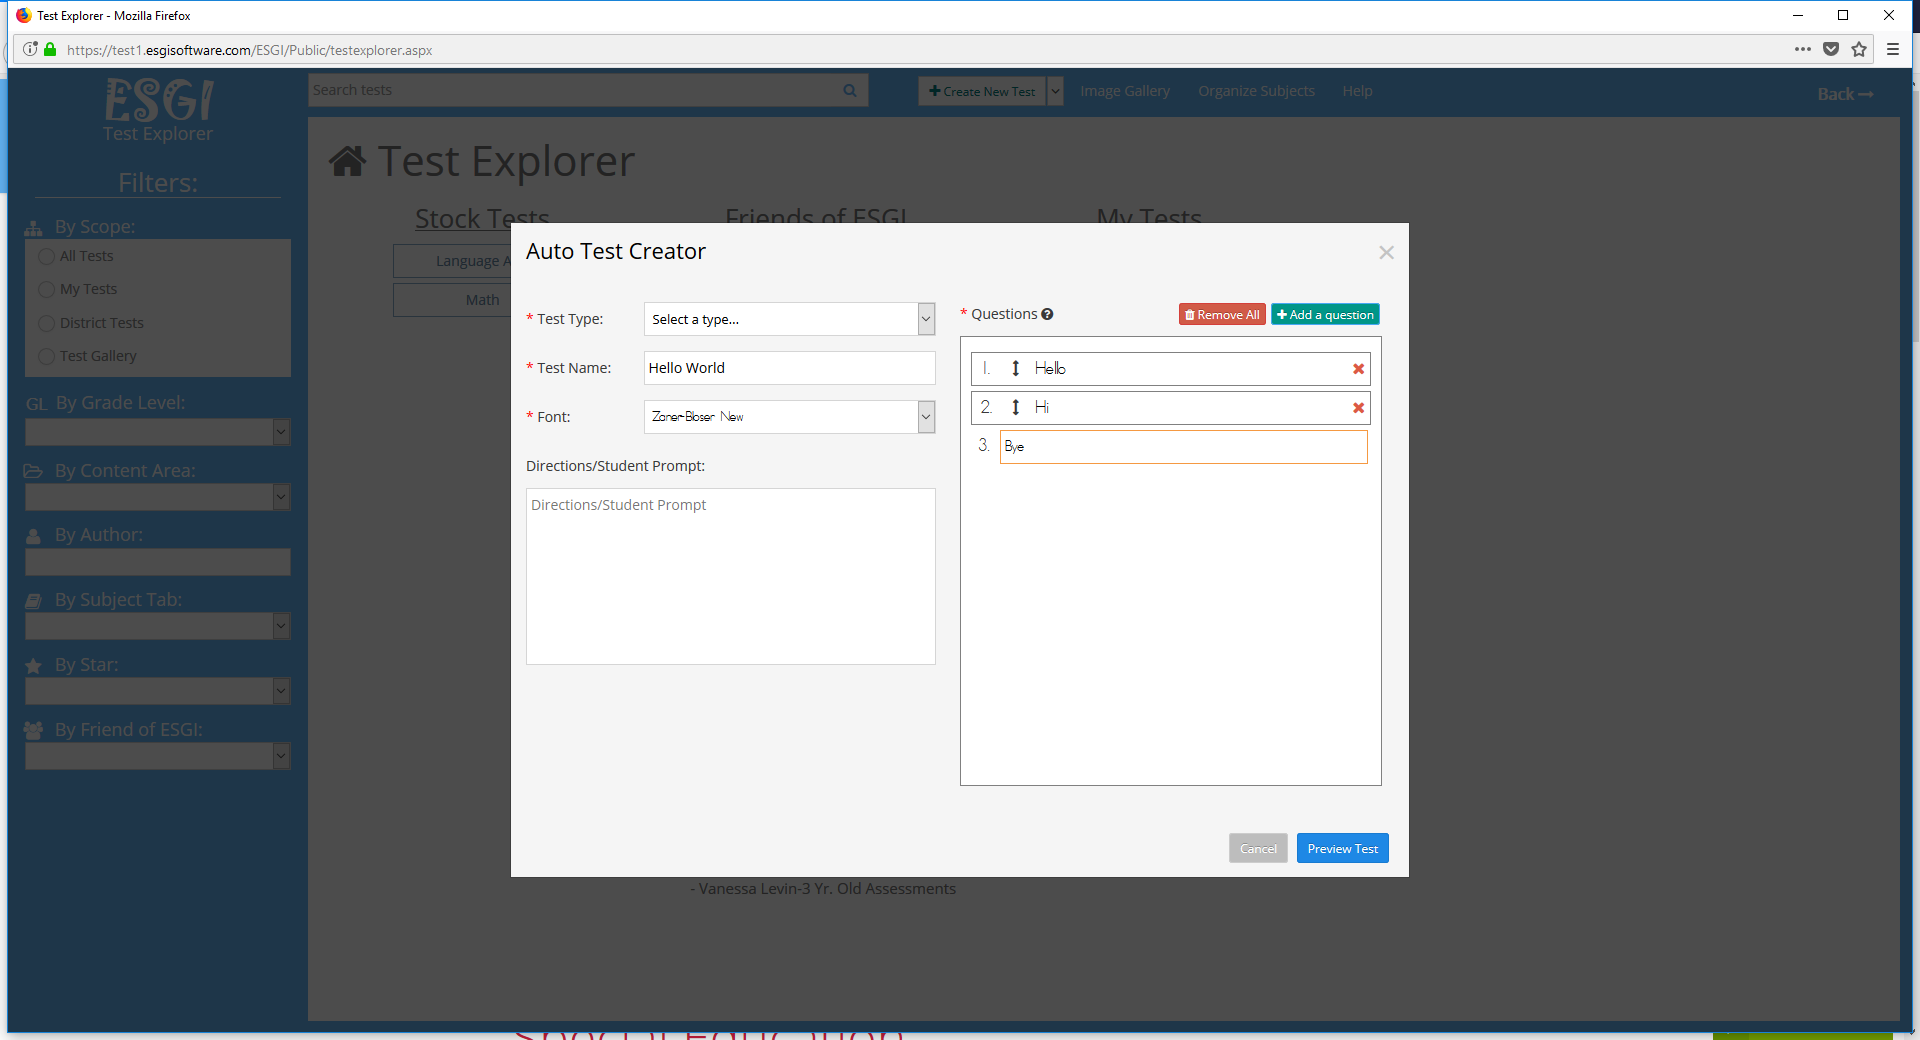 Test Explorer - Mozilla Firefox
https://test1.esgisoftware.com/ESGI/Public/testexplorer.aspx
ESGI
Test Explorer
Search tests
Create New Test
Image Gallery
Organize Subjects
Help
Back
Filters:
By Scope:
All Tests
My Tests
District Tests
Test Gallery
GL By Grade Level:
By Content Area:
By Author:
By Subject Tab:
By Star:
By Friend of ESGI:
Test Explorer
Stock Tests
Friends of ESGI
My Tests
Language A
Math
Auto Test Creator
* Test Type:
Select a type...
* Test Name:
Hello World
* Font:
Zaner-Bloser New
Directions/Student Prompt:
Directions/Student Prompt
* Questions
Remove All
Add a question
1. Hello
2. Hi
3. Bye
Cancel
Preview Test
- Vanessa Levin-3 Yr. Old Assessments
Special Education